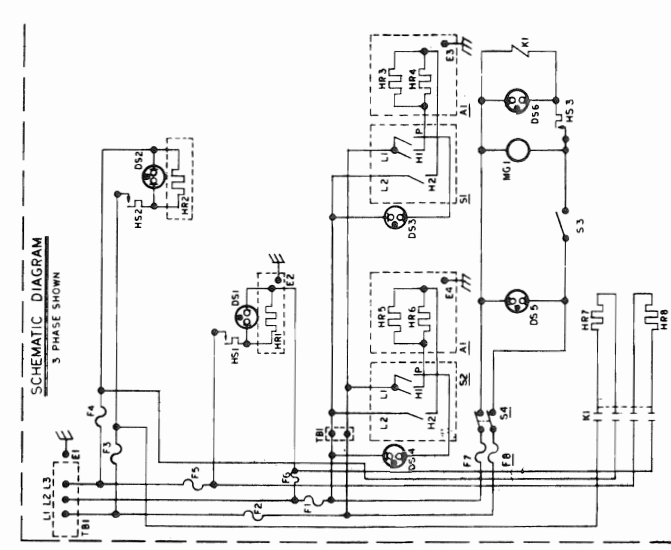 SCHEMATIC DIAGRAM
3 PHASE SHOWN
L1 L2 L3
TB1
E1
F4
F3
F5
F2
F6
F1
DS2
HS2
HR2
DS1
HS1
HR1
E2
HR3
HR4
E3
A1
L1
P
H1
L2
H2
S1
DS3
HR5
HR6
E4
A1
L1
P
H1
L2
H2
S2
TB1
DS4
K1
DS6
HS3
MG1
S3
DS5
S4
F7
F8
HR7
HR8
K1